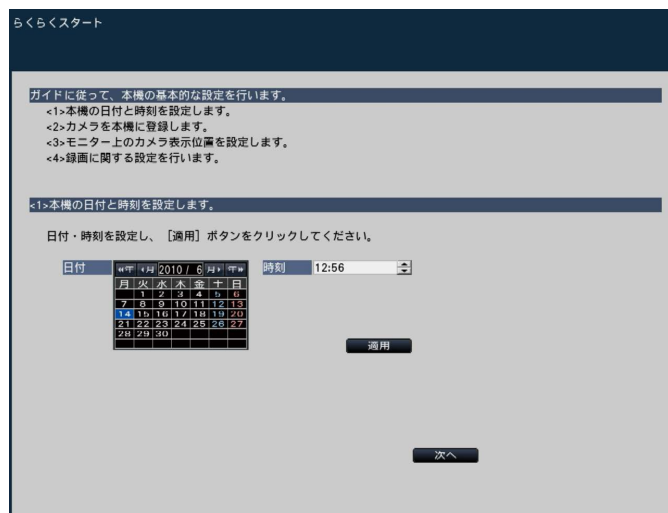 らくらくスタート
ガイドに従って、本機の基本的な設定を行います。
<1>本機の日付と時刻を設定します。
<2>カメラを本機に登録します。
<3>モニター上のカメラ表示位置を設定します。
<4>録画に関する設定を行います。
<1>本機の日付と時刻を設定します。
日付・時刻を設定し、［適用］ボタンをクリックしてください。
日付 «年 ‹月 2010 / 6 月› 年» 時刻 12:56
月 火 水 木 金 土 日
1 2 3 4 5 6
7 8 9 10 11 12 13
14 15 16 17 18 19 20
21 22 23 24 25 26 27
28 29 30
適用
次へ